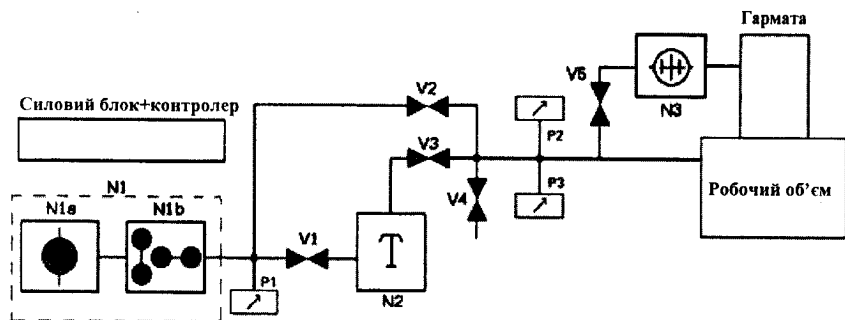 Гармата
Силовий блок+контролер
V2
V5
N3
P2
V3
N1
N1a
N1b
V4
P3
Робочий об’єм
V1
P1
N2